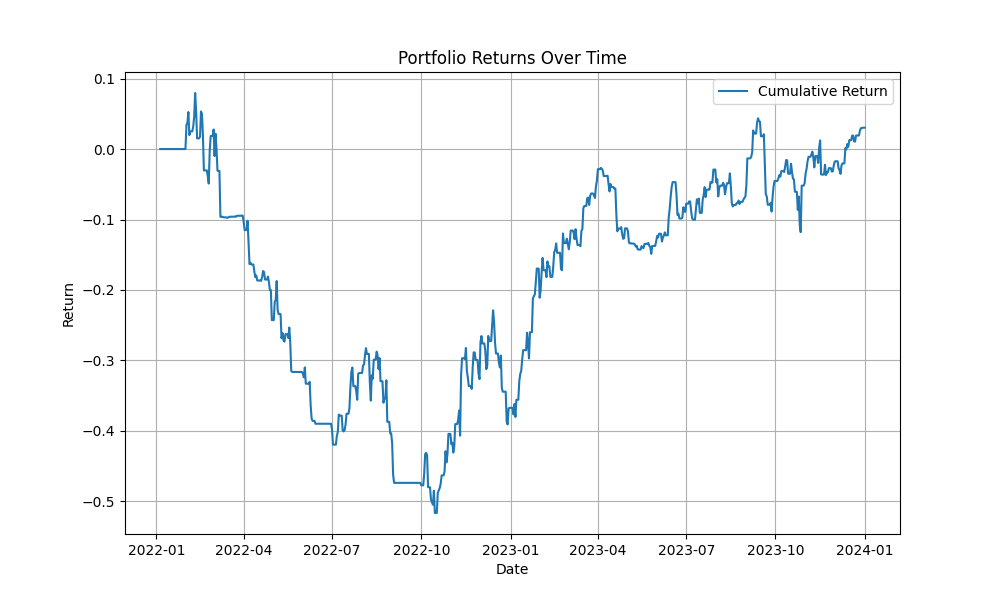 Portfolio Returns Over Time
Cumulative Return
Return
0.1
0.0
−0.1
−0.2
−0.3
−0.4
−0.5
2022-01 2022-04 2022-07 2022-10 2023-01 2023-04 2023-07 2023-10 2024-01
Date